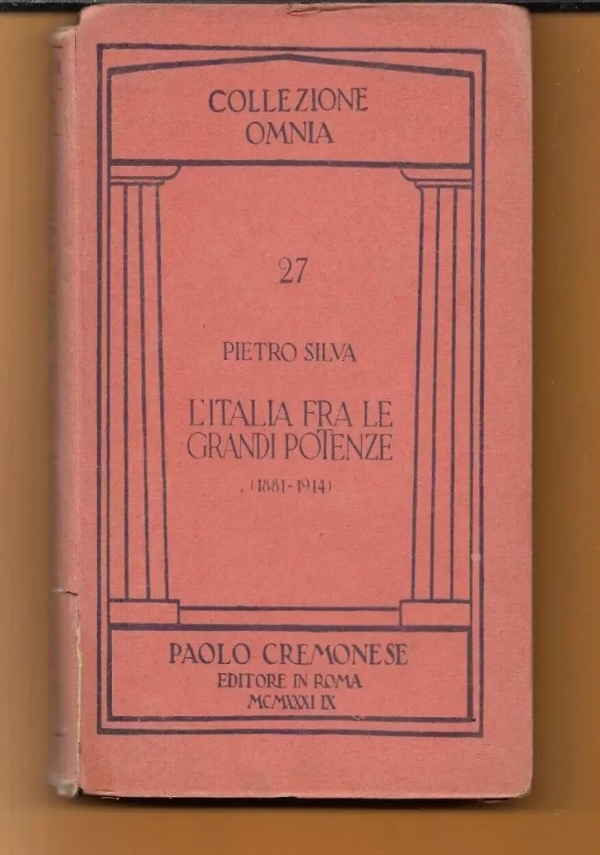 COLLEZIONE
OMNIA
27
PIETRO SILVA
L'ITALIA FRA LE
GRANDI POTENZE
(1881-1914)
PAOLO CREMONESE
EDITORE IN ROMA
MCMXXXI IX